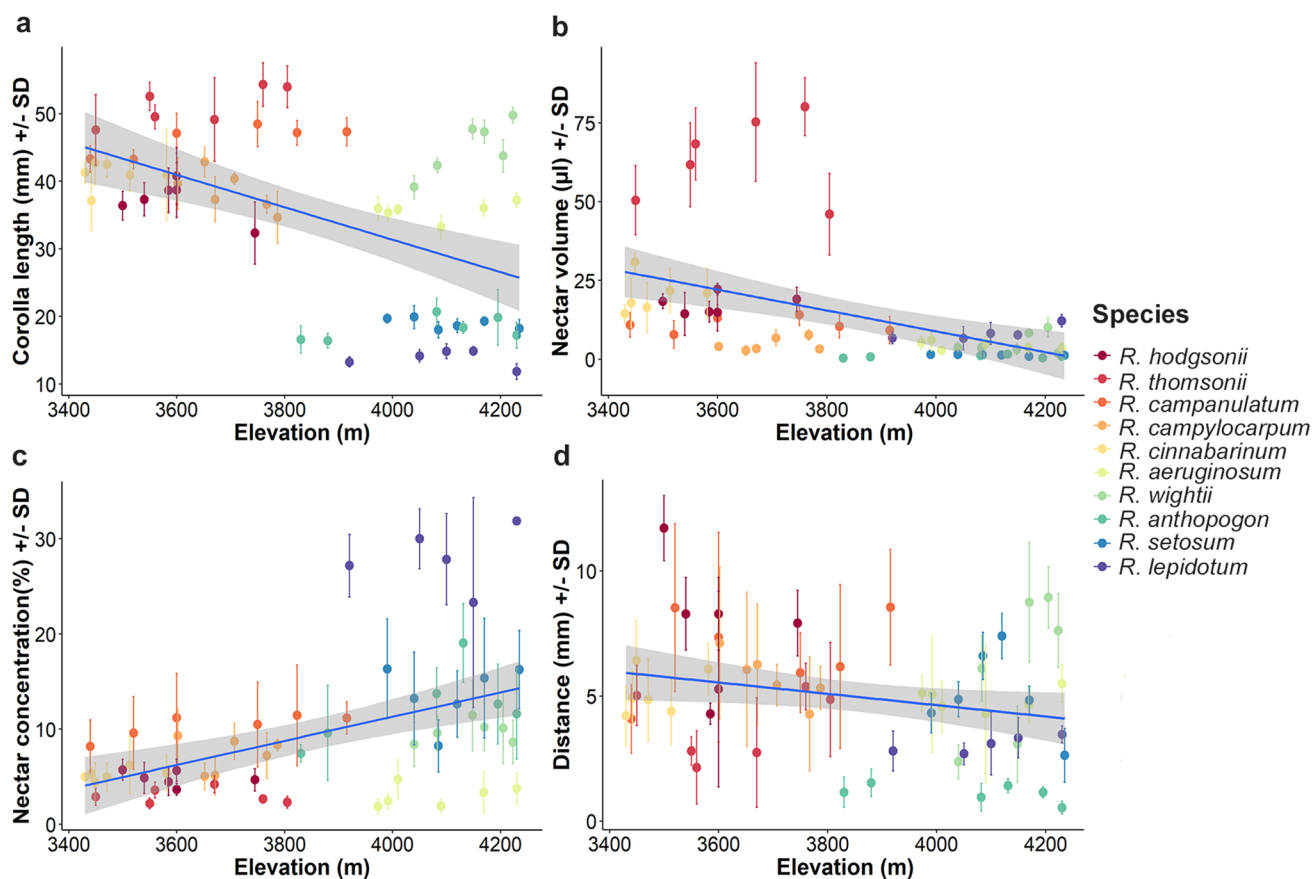 a
Corolla length (mm) +/- SD
50
40
30
20
10
3400 3600 3800 4000 4200
Elevation (m)
b
Nectar volume (µl) +/- SD
75
50
25
0
3400 3600 3800 4000 4200
Elevation (m)
c
Nectar concentration(%) +/- SD
30
20
10
0
3400 3600 3800 4000 4200
Elevation (m)
d
Distance (mm) +/- SD
10
5
0
3400 3600 3800 4000 4200
Elevation (m)
Species
R. hodgsonii
R. thomsonii
R. campanulatum
R. campylocarpum
R. cinnabarinum
R. aeruginosum
R. wightii
R. anthopogon
R. setosum
R. lepidotum